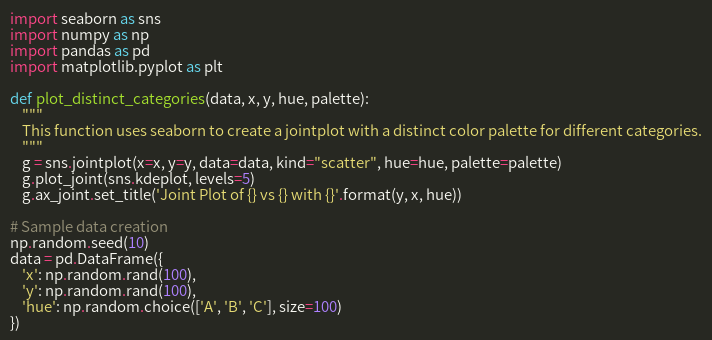 import seaborn as sns
import numpy as np
import pandas as pd
import matplotlib.pyplot as plt

def plot_distinct_categories(data, x, y, hue, palette):
    """
    This function uses seaborn to create a jointplot with a distinct color palette for different categories.
    """
    g = sns.jointplot(x=x, y=y, data=data, kind="scatter", hue=hue, palette=palette)
    g.plot_joint(sns.kdeplot, levels=5)
    g.ax_joint.set_title('Joint Plot of {} vs {} with {}'.format(y, x, hue))

# Sample data creation
np.random.seed(10)
data = pd.DataFrame({
    'x': np.random.rand(100),
    'y': np.random.rand(100),
    'hue': np.random.choice(['A', 'B', 'C'], size=100)
})